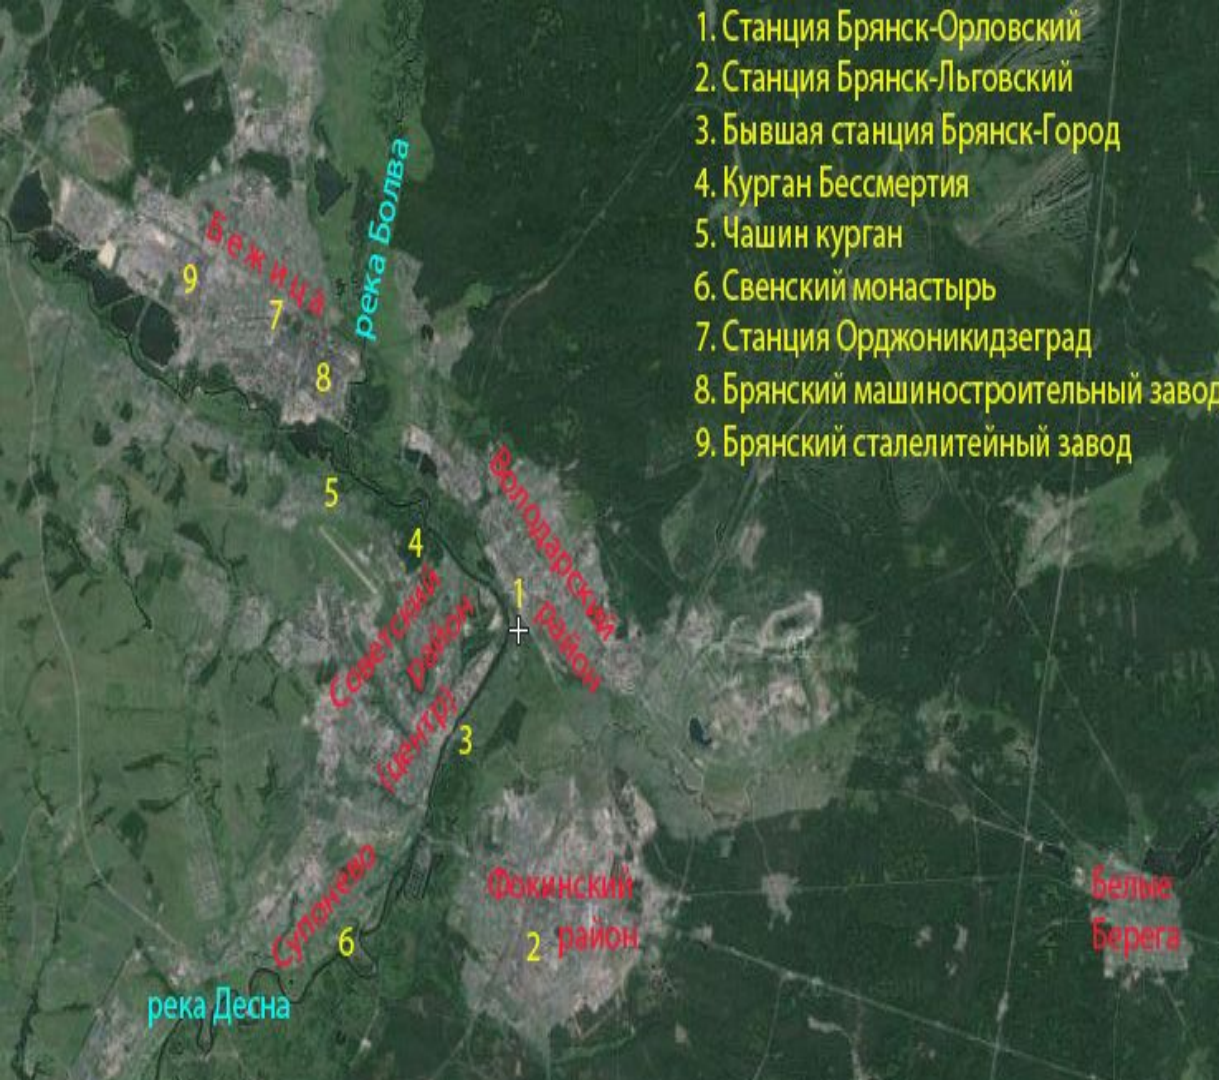 1. Станция Брянск-Орловский
2. Станция Брянск-Льговский
3. Бывшая станция Брянск-Город
4. Курган Бессмертия
5. Чашин курган
6. Свенский монастырь
7. Станция Орджоникидзеград
8. Брянский машиностроительный завод
9. Брянский сталелитейный завод
река Болва
Бежица
9
7
8
5
4
Володарский
район
1
Советский
район
(центр)
3
Фокинский
район
2
Супонево
6
Белые
Берега
река Десна